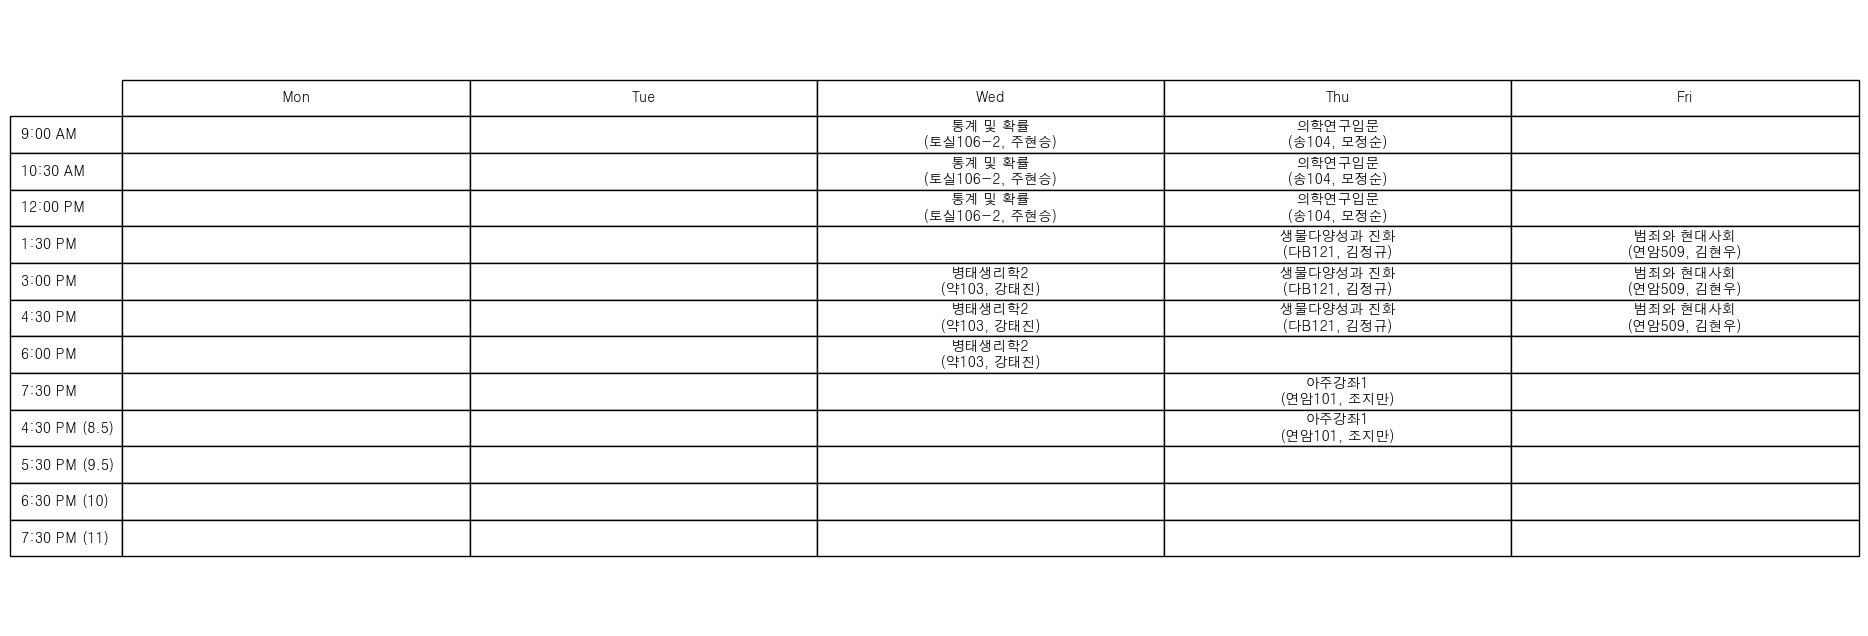 Mon Tue Wed Thu Fri
9:00 AM
통계 및 확률
(토실106-2, 주현승)
의학연구입문
(송104, 모정순)
10:30 AM
통계 및 확률
(토실106-2, 주현승)
의학연구입문
(송104, 모정순)
12:00 PM
통계 및 확률
(토실106-2, 주현승)
의학연구입문
(송104, 모정순)
1:30 PM
생물다양성과 진화
(다B121, 김정규)
범죄와 현대사회
(연암509, 김현우)
3:00 PM
병태생리학2
(약103, 강태진)
생물다양성과 진화
(다B121, 김정규)
범죄와 현대사회
(연암509, 김현우)
4:30 PM
병태생리학2
(약103, 강태진)
생물다양성과 진화
(다B121, 김정규)
범죄와 현대사회
(연암509, 김현우)
6:00 PM
병태생리학2
(약103, 강태진)
7:30 PM
아주강좌1
(연암101, 조지만)
4:30 PM (8.5)
아주강좌1
(연암101, 조지만)
5:30 PM (9.5)
6:30 PM (10)
7:30 PM (11)